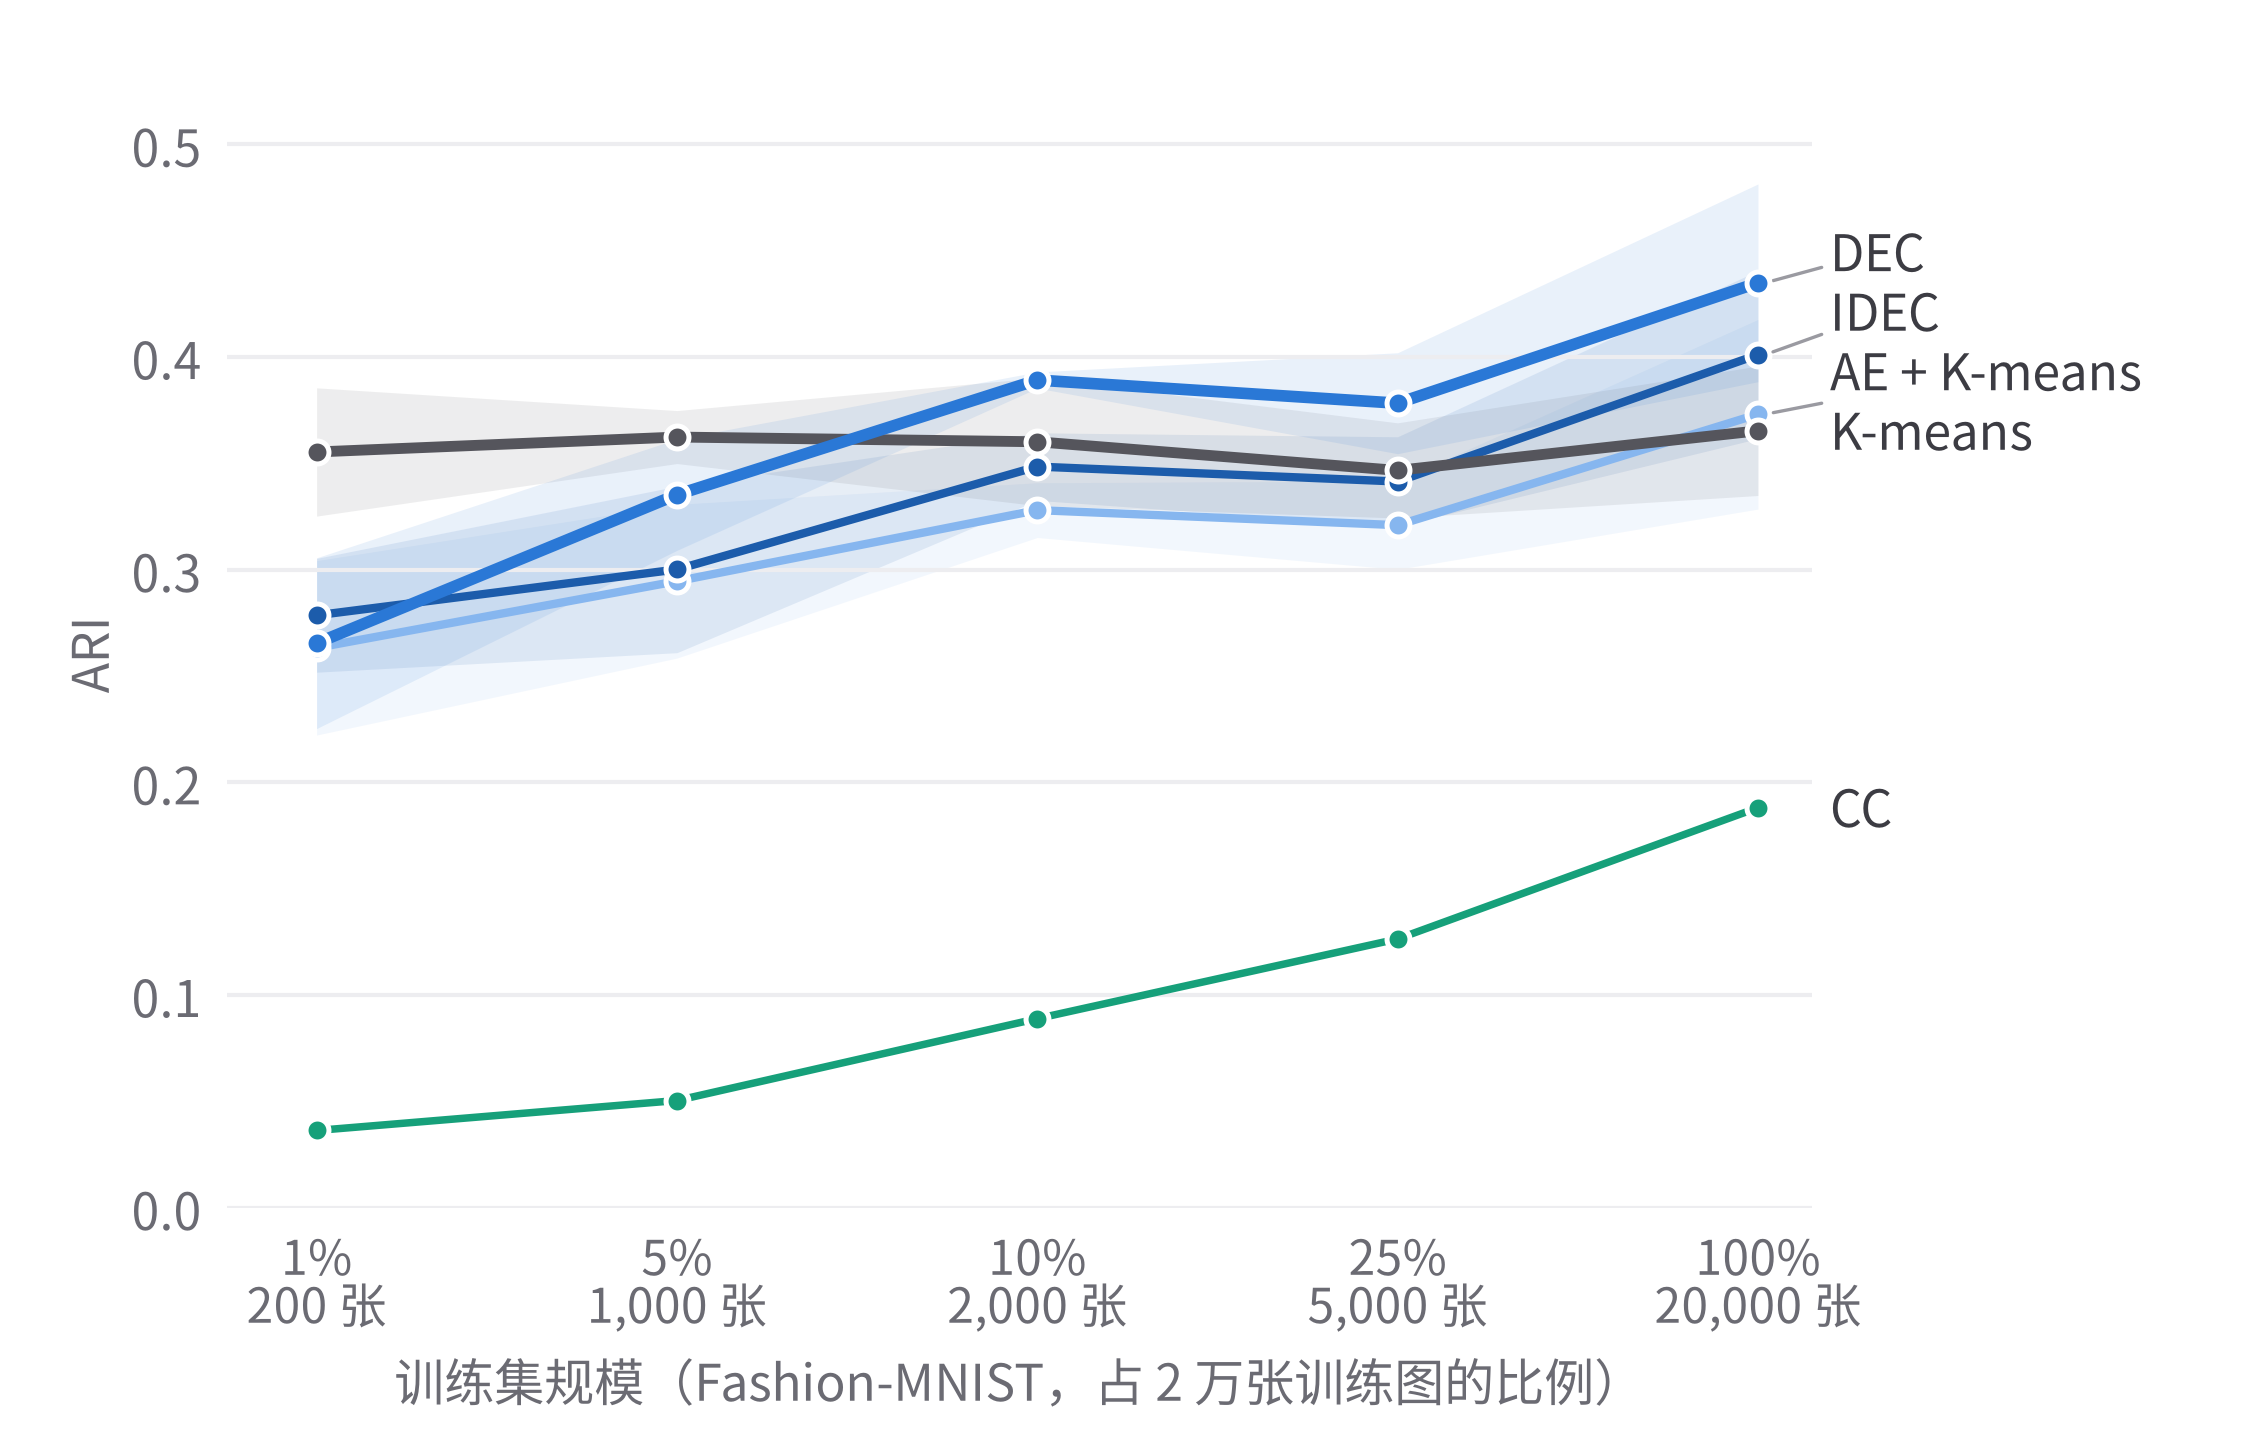 0.5
0.4
0.3
0.2
0.1
0.0
ARI
DEC
IDEC
AE + K-means
K-means
CC
1%
200 张
5%
1,000 张
10%
2,000 张
25%
5,000 张
100%
20,000 张
训练集规模（Fashion-MNIST，占 2 万张训练图的比例）